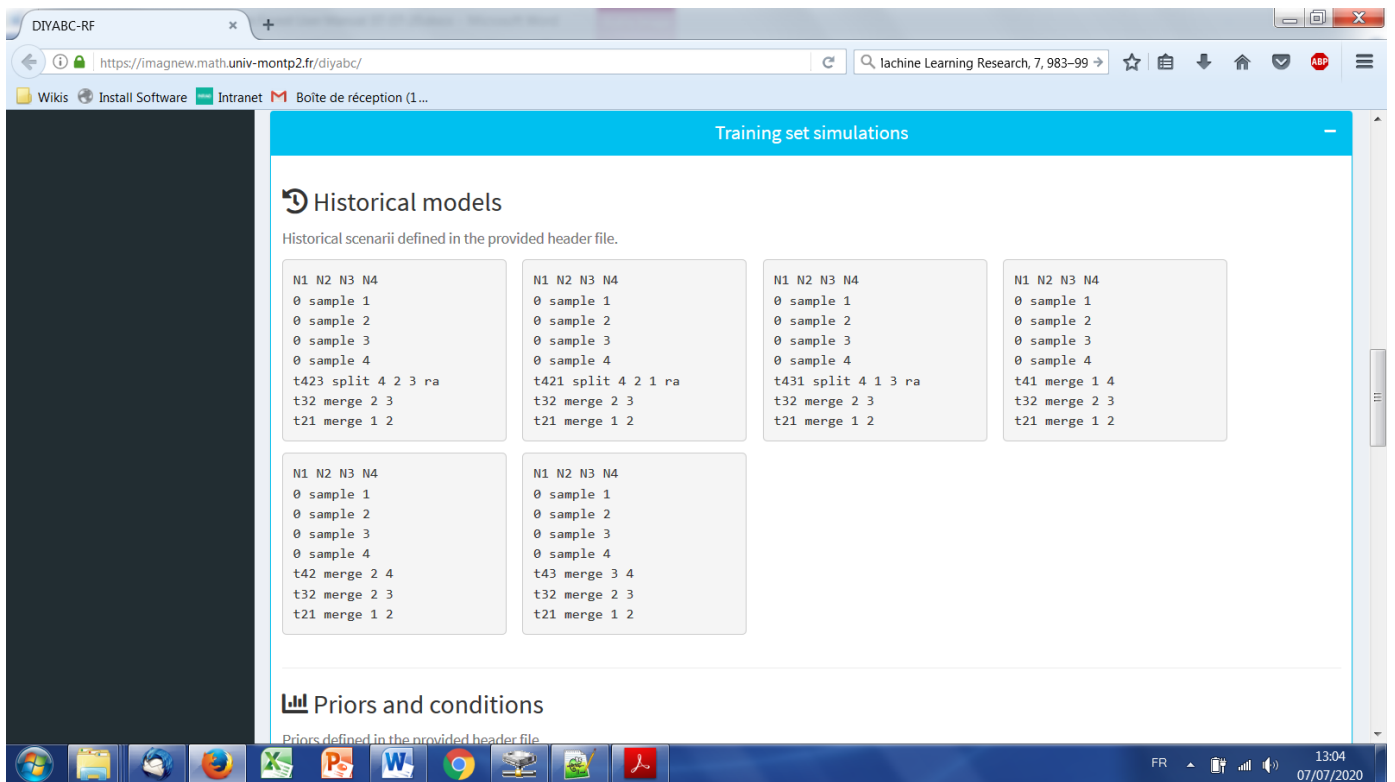 DIYABC-RF
https://imagnew.math.univ-montp2.fr/diyabc/
lachine Learning Research, 7, 983–99
ABP
Wikis Install Software Intranet Boîte de réception (1...
Training set simulations
Historical models
Historical scenarii defined in the provided header file.
N1 N2 N3 N4
0 sample 1
0 sample 2
0 sample 3
0 sample 4
t423 split 4 2 3 ra
t32 merge 2 3
t21 merge 1 2
N1 N2 N3 N4
0 sample 1
0 sample 2
0 sample 3
0 sample 4
t421 split 4 2 1 ra
t32 merge 2 3
t21 merge 1 2
N1 N2 N3 N4
0 sample 1
0 sample 2
0 sample 3
0 sample 4
t431 split 4 1 3 ra
t32 merge 2 3
t21 merge 1 2
N1 N2 N3 N4
0 sample 1
0 sample 2
0 sample 3
0 sample 4
t41 merge 1 4
t32 merge 2 3
t21 merge 1 2
N1 N2 N3 N4
0 sample 1
0 sample 2
0 sample 3
0 sample 4
t42 merge 2 4
t32 merge 2 3
t21 merge 1 2
N1 N2 N3 N4
0 sample 1
0 sample 2
0 sample 3
0 sample 4
t43 merge 3 4
t32 merge 2 3
t21 merge 1 2
Priors and conditions
Priors defined in the provided header file
FR
13:04
07/07/2020